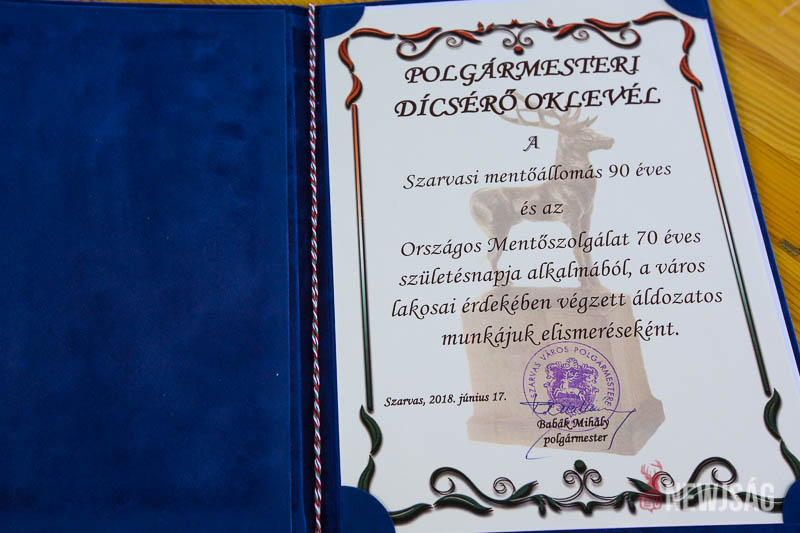 POLGÁRMESTERI
DÍCSÉRŐ OKLEVÉL
A
Szarvasi mentőállomás 90 éves
és az
Országos Mentőszolgálat 70 éves
születésnapja alkalmából, a város
lakosai érdekében végzett áldozatos
munkájuk elismeréseként.
SZARVAS VÁROS POLGÁRMESTERE
Szarvas, 2018. június 17.
Babák Mihály
polgármester
NEWJSÁG